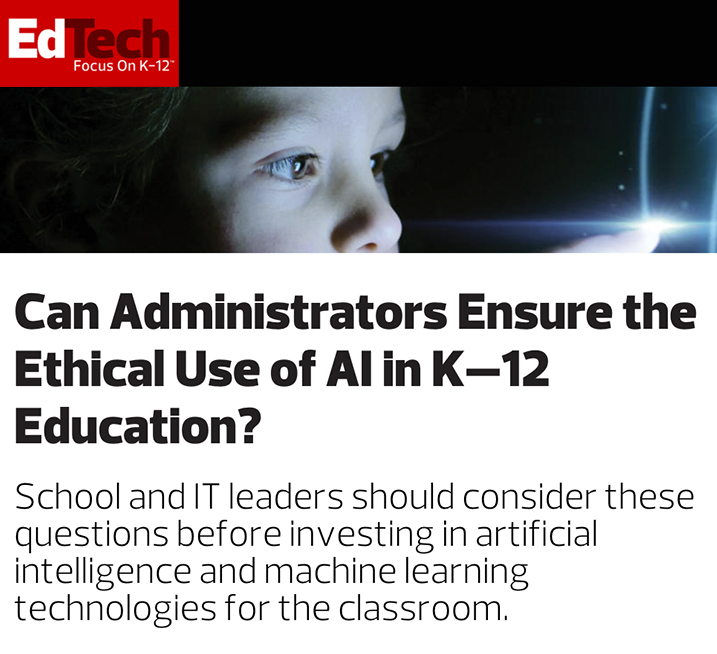 EdTech
Focus On K–12™
Can Administrators Ensure the
Ethical Use of AI in K—12
Education?
School and IT leaders should consider these
questions before investing in artificial
intelligence and machine learning
technologies for the classroom.